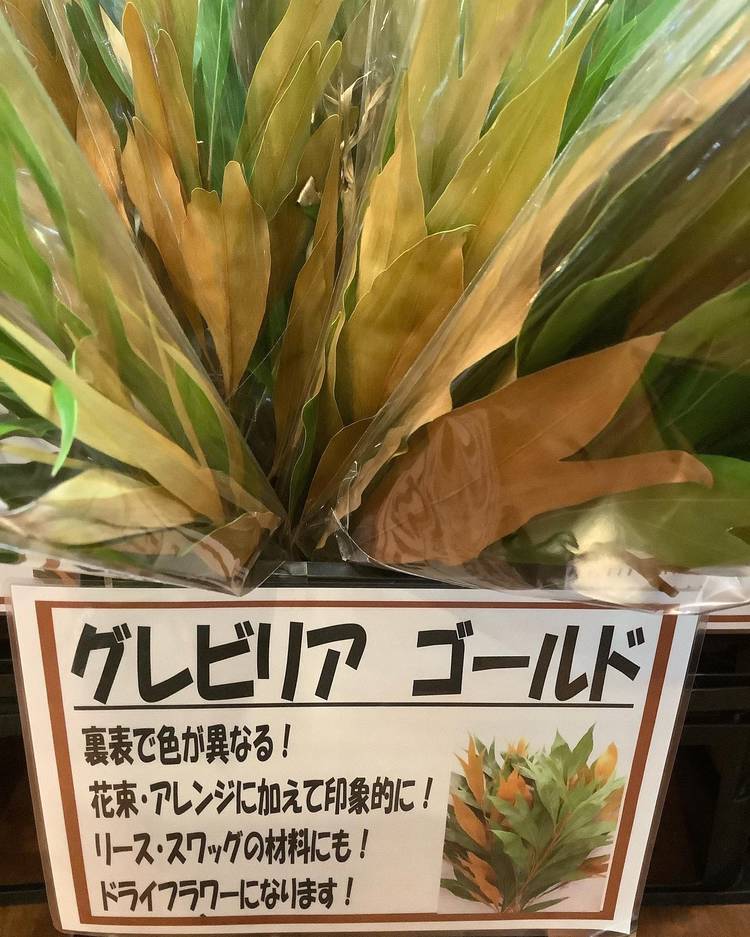 グレビリア ゴールド
裏表で色が異なる!
花束・アレンジに加えて印象的に!
リース・スワッグの材料にも!
ドライフラワーになります!